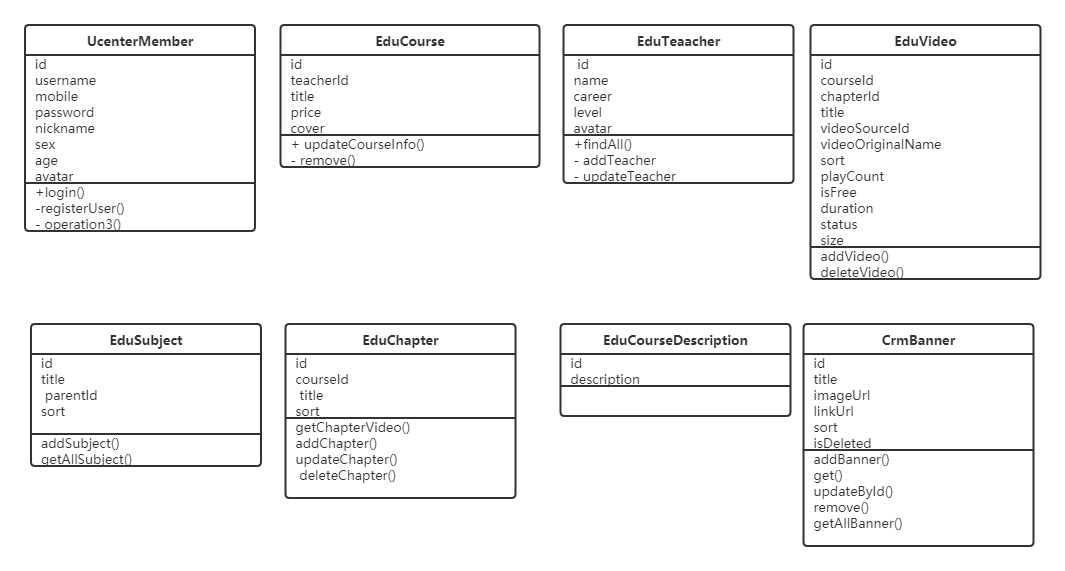 UcenterMember
id
username
mobile
password
nickname
sex
age
avatar
+login()
-registerUser()
- operation3()
EduCourse
id
teacherId
title
price
cover
+ updateCourseInfo()
- remove()
EduTeaacher
id
name
career
level
avatar
+findAll()
- addTeacher
- updateTeacher
EduVideo
id
courseId
chapterId
title
videoSourceId
videoOriginalName
sort
playCount
isFree
duration
status
size
addVideo()
deleteVideo()
EduSubject
id
title
parentId
sort
addSubject()
getAllSubject()
EduChapter
id
courseId
title
sort
getChapterVideo()
addChapter()
updateChapter()
deleteChapter()
EduCourseDescription
id
description
CrmBanner
id
title
imageUrl
linkUrl
sort
isDeleted
addBanner()
get()
updateById()
remove()
getAllBanner()